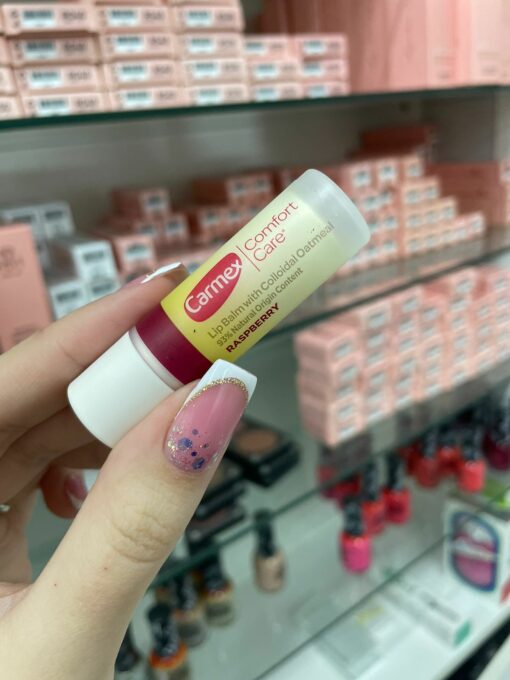 Carmex
Comfort
Care®
Lip Balm with Colloidal Oatmeal
93% Natural Origin Content
RASPBERRY